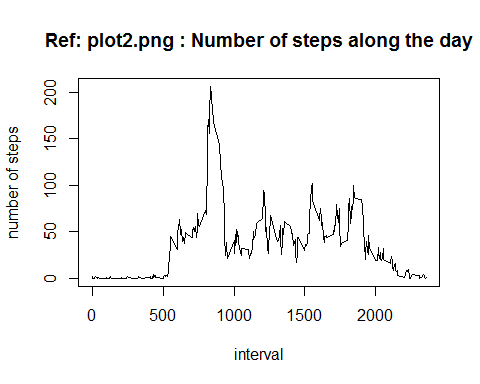 Ref: plot2.png : Number of steps along the day
number of steps
200
150
100
50
0
0 500 1000 1500 2000
interval